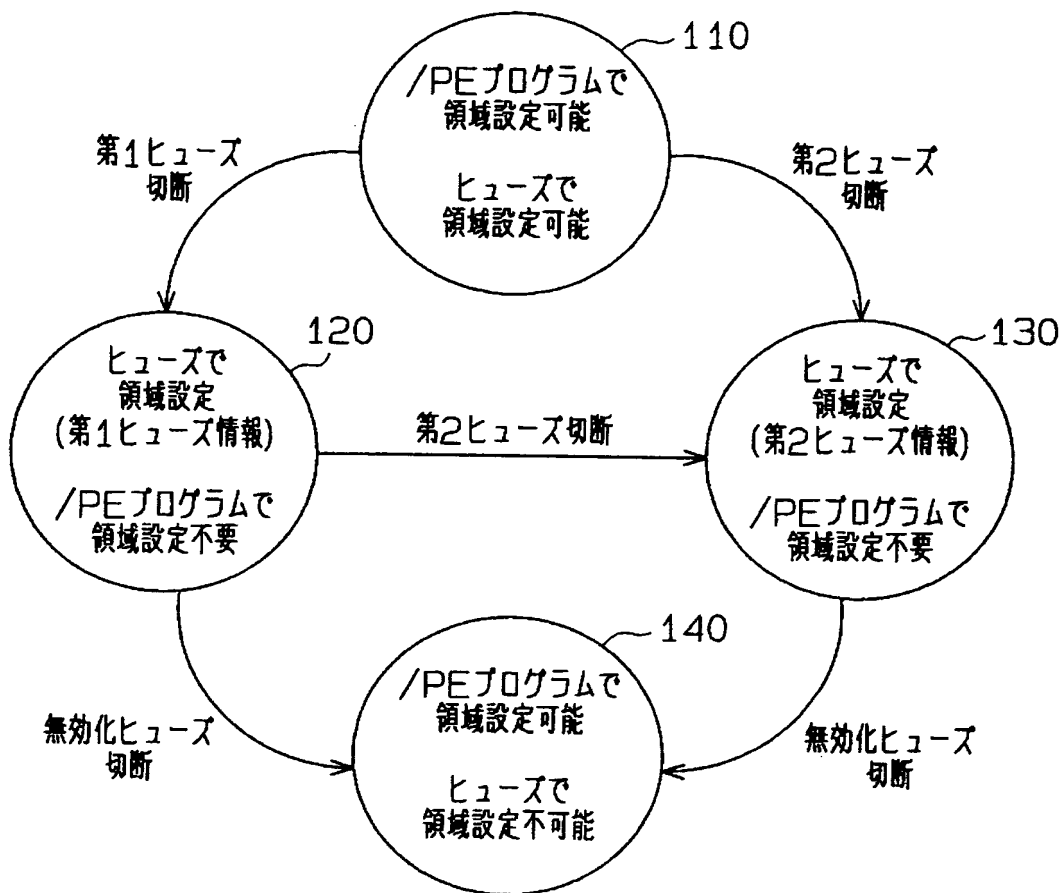 110
/PEプログラムで
領域設定可能
ヒューズで
領域設定可能
第1ヒューズ
切断
第2ヒューズ
切断
120
ヒューズで
領域設定
(第1ヒューズ情報)
/PEプログラムで
領域設定不要
第2ヒューズ切断
130
ヒューズで
領域設定
(第2ヒューズ情報)
/PEプログラムで
領域設定不要
無効化ヒューズ
切断
140
/PEプログラムで
領域設定可能
ヒューズで
領域設定不可能
無効化ヒューズ
切断